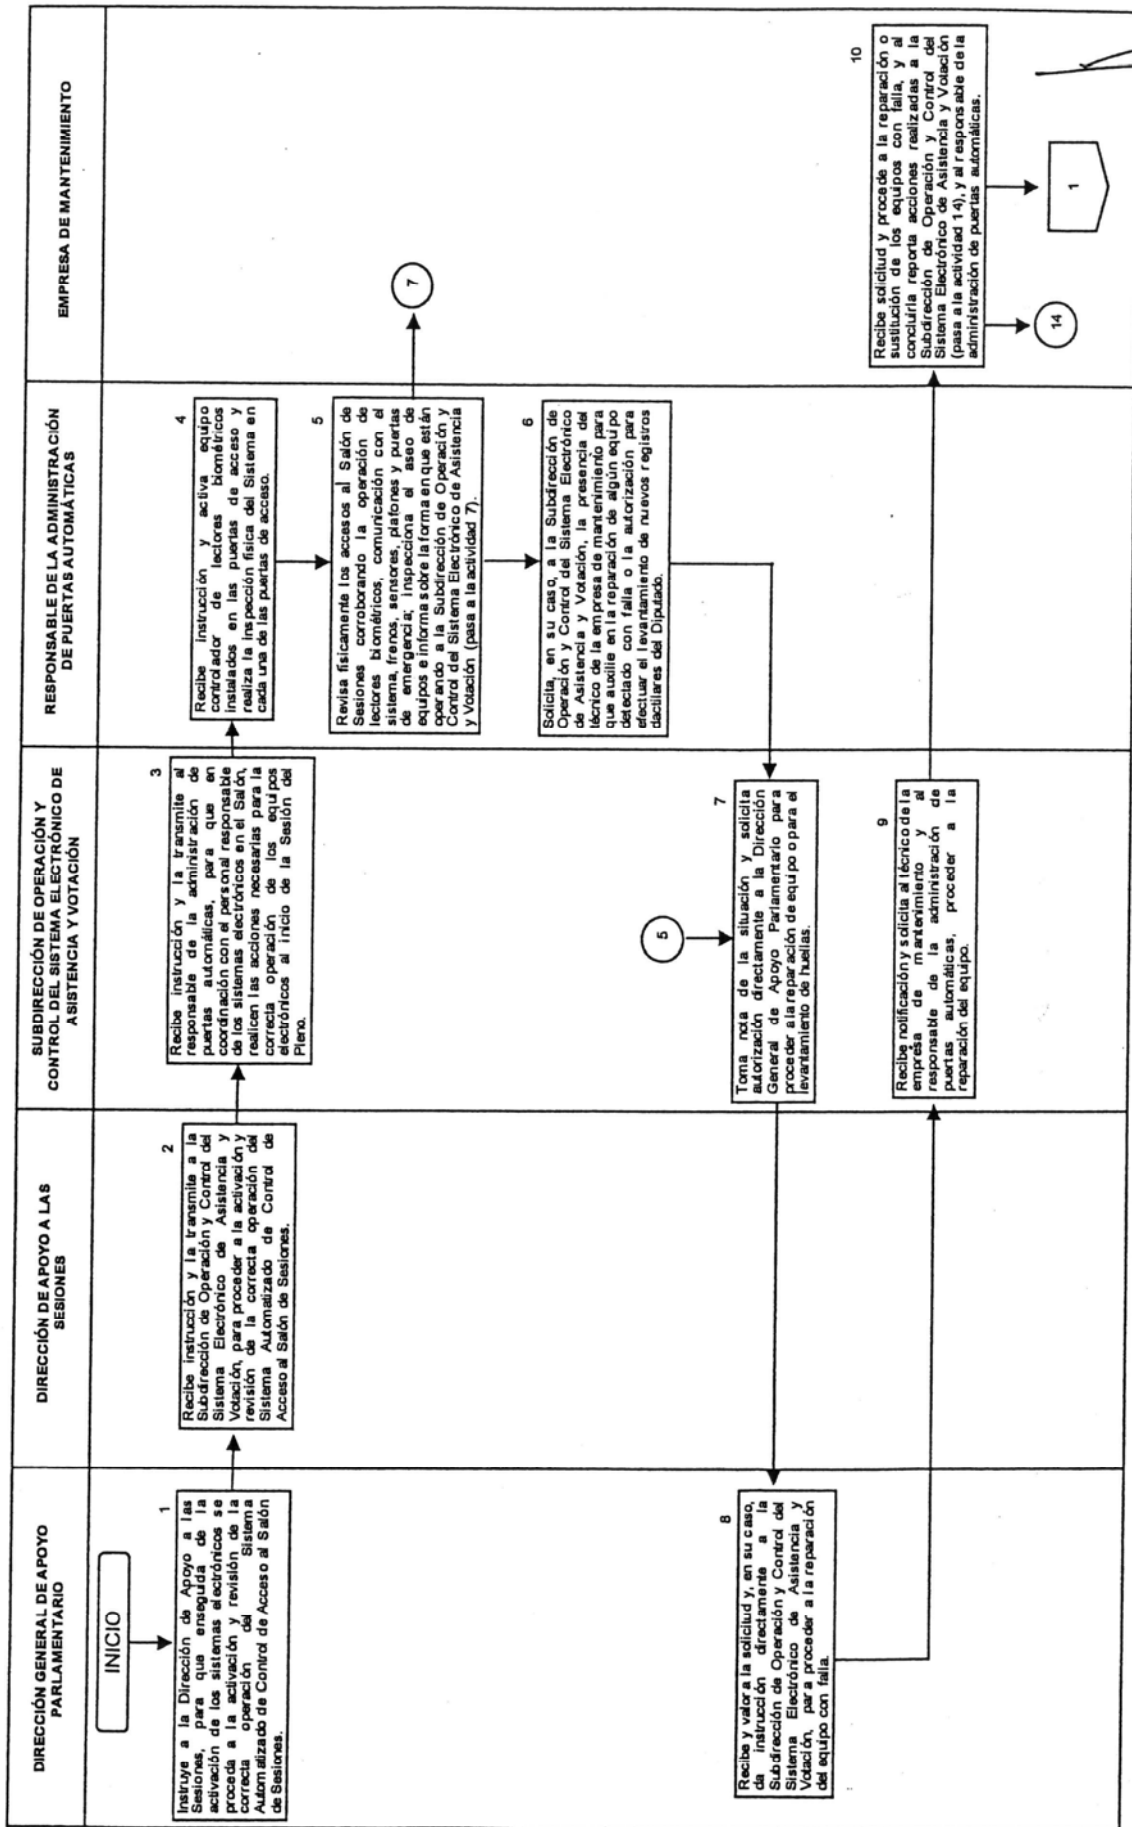 DIRECCIÓN GENERAL DE APOYO
PARLAMENTARIO
DIRECCIÓN DE APOYO A LAS
SESIONES
SUBDIRECCIÓN DE OPERACIÓN Y
CONTROL DEL SISTEMA ELECTRÓNICO DE
ASISTENCIA Y VOTACIÓN
RESPONSABLE DE LA ADMINISTRACIÓN
DE PUERTAS AUTOMÁTICAS
EMPRESA DE MANTENIMIENTO
INICIO
1
Instruye a la Dirección de Apoyo a las
Sesiones, para que enseguida de la
activación de los sistemas electrónicos se
proceda a la activación y revisión de la
correcta operación del Sistema
Automatizado de Control de Acceso al Salón
de Sesiones.
2
Recibe instrucción y la transmite a la
Subdirección de Operación y Control del
Sistema Electrónico de Asistencia y
Votación, para proceder a la activación y
revisión de la correcta operación del
Sistema Automatizado de Control de
Acceso al Salón de Sesiones.
3
Recibe instrucción y la transmite al
responsable de la administración de
puertas automáticas, para que en
coordinación con el personal responsable
de los sistemas electrónicos en el Salón,
realicen las acciones necesarias para la
correcta operación de los equipos
electrónicos al inicio de la Sesión del
Pleno.
4
Recibe instrucción y activa equipo
controlador de lectores biométricos
instalados en las puertas de acceso y
realiza la inspección física del Sistema en
cada una de las puertas de acceso.
5
Revisa físicamente los accesos al Salón de
Sesiones corroborando la operación de
lectores biométricos, comunicación con el
sistema, frenos, sensores, plafones y puertas
de emergencia; inspecciona el aseo de
equipos e informa sobre la forma en que están
operando a la Subdirección de Operación y
Control del Sistema Electrónico de Asistencia
y Votación (pasa a la actividad 7).
7
6
Solicita, en su caso, a la Subdirección de
Operación y Control del Sistema Electrónico
de Asistencia y Votación, la presencia del
técnico de la empresa de mantenimiento para
que auxilie en la reparación de algún equipo
detectado con falla o la autorización para
efectuar el levantamiento de nuevos registros
dactilares del Diputado.
5
7
Toma nota de la situación y solicita
autorización directamente a la Dirección
General de Apoyo Parlamentario para
proceder a la reparación de equipo o para el
levantamiento de huellas.
8
Recibe y valora la solicitud y, en su caso,
da instrucción directamente a la
Subdirección de Operación y Control del
Sistema Electrónico de Asistencia y
Votación, para proceder a la reparación
del equipo con falla.
9
Recibe notificación y solicita al técnico de la
empresa de mantenimiento y al
responsable de la administración de
puertas automáticas, proceder a la
reparación del equipo.
10
Recibe solicitud y procede a la reparación o
sustitución de los equipos con falla, y al
concluirla reporta acciones realizadas a la
Subdirección de Operación y Control del
Sistema Electrónico de Asistencia y Votación
(pasa a la actividad 14), y al responsable de la
administración de puertas automáticas.
14
1